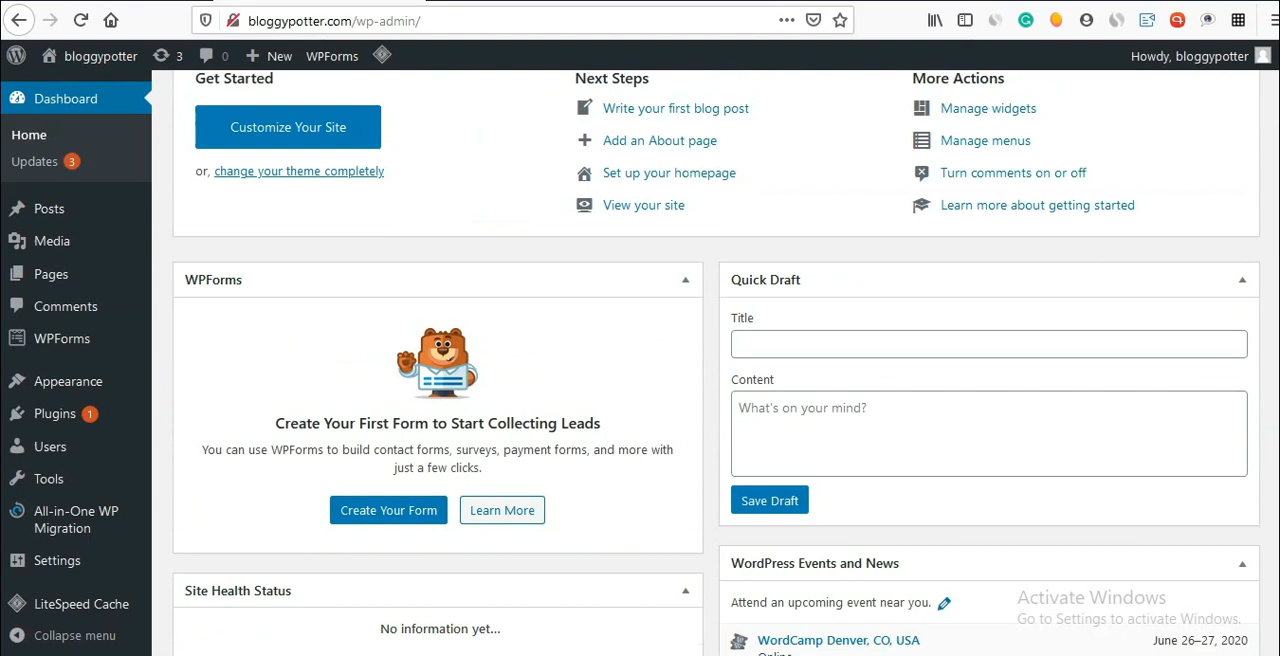 bloggypotter.com/wp-admin/
bloggypotter 3 0 New WPForms Howdy, bloggypotter
Dashboard
Home
Updates 3
Posts
Media
Pages
Comments
WPForms
Appearance
Plugins 1
Users
Tools
All-in-One WP
Migration
Settings
LiteSpeed Cache
Collapse menu
Get Started
Customize Your Site
or, change your theme completely
Next Steps
Write your first blog post
Add an About page
Set up your homepage
View your site
More Actions
Manage widgets
Manage menus
Turn comments on or off
Learn more about getting started
WPForms
Create Your First Form to Start Collecting Leads
You can use WPForms to build contact forms, surveys, payment forms, and more with
just a few clicks.
Create Your Form Learn More
Site Health Status
No information yet...
Quick Draft
Title
Content
What's on your mind?
Save Draft
WordPress Events and News
Attend an upcoming event near you.
WordCamp Denver, CO, USA June 26–27, 2020
Online
Activate Windows
Go to Settings to activate Windows.